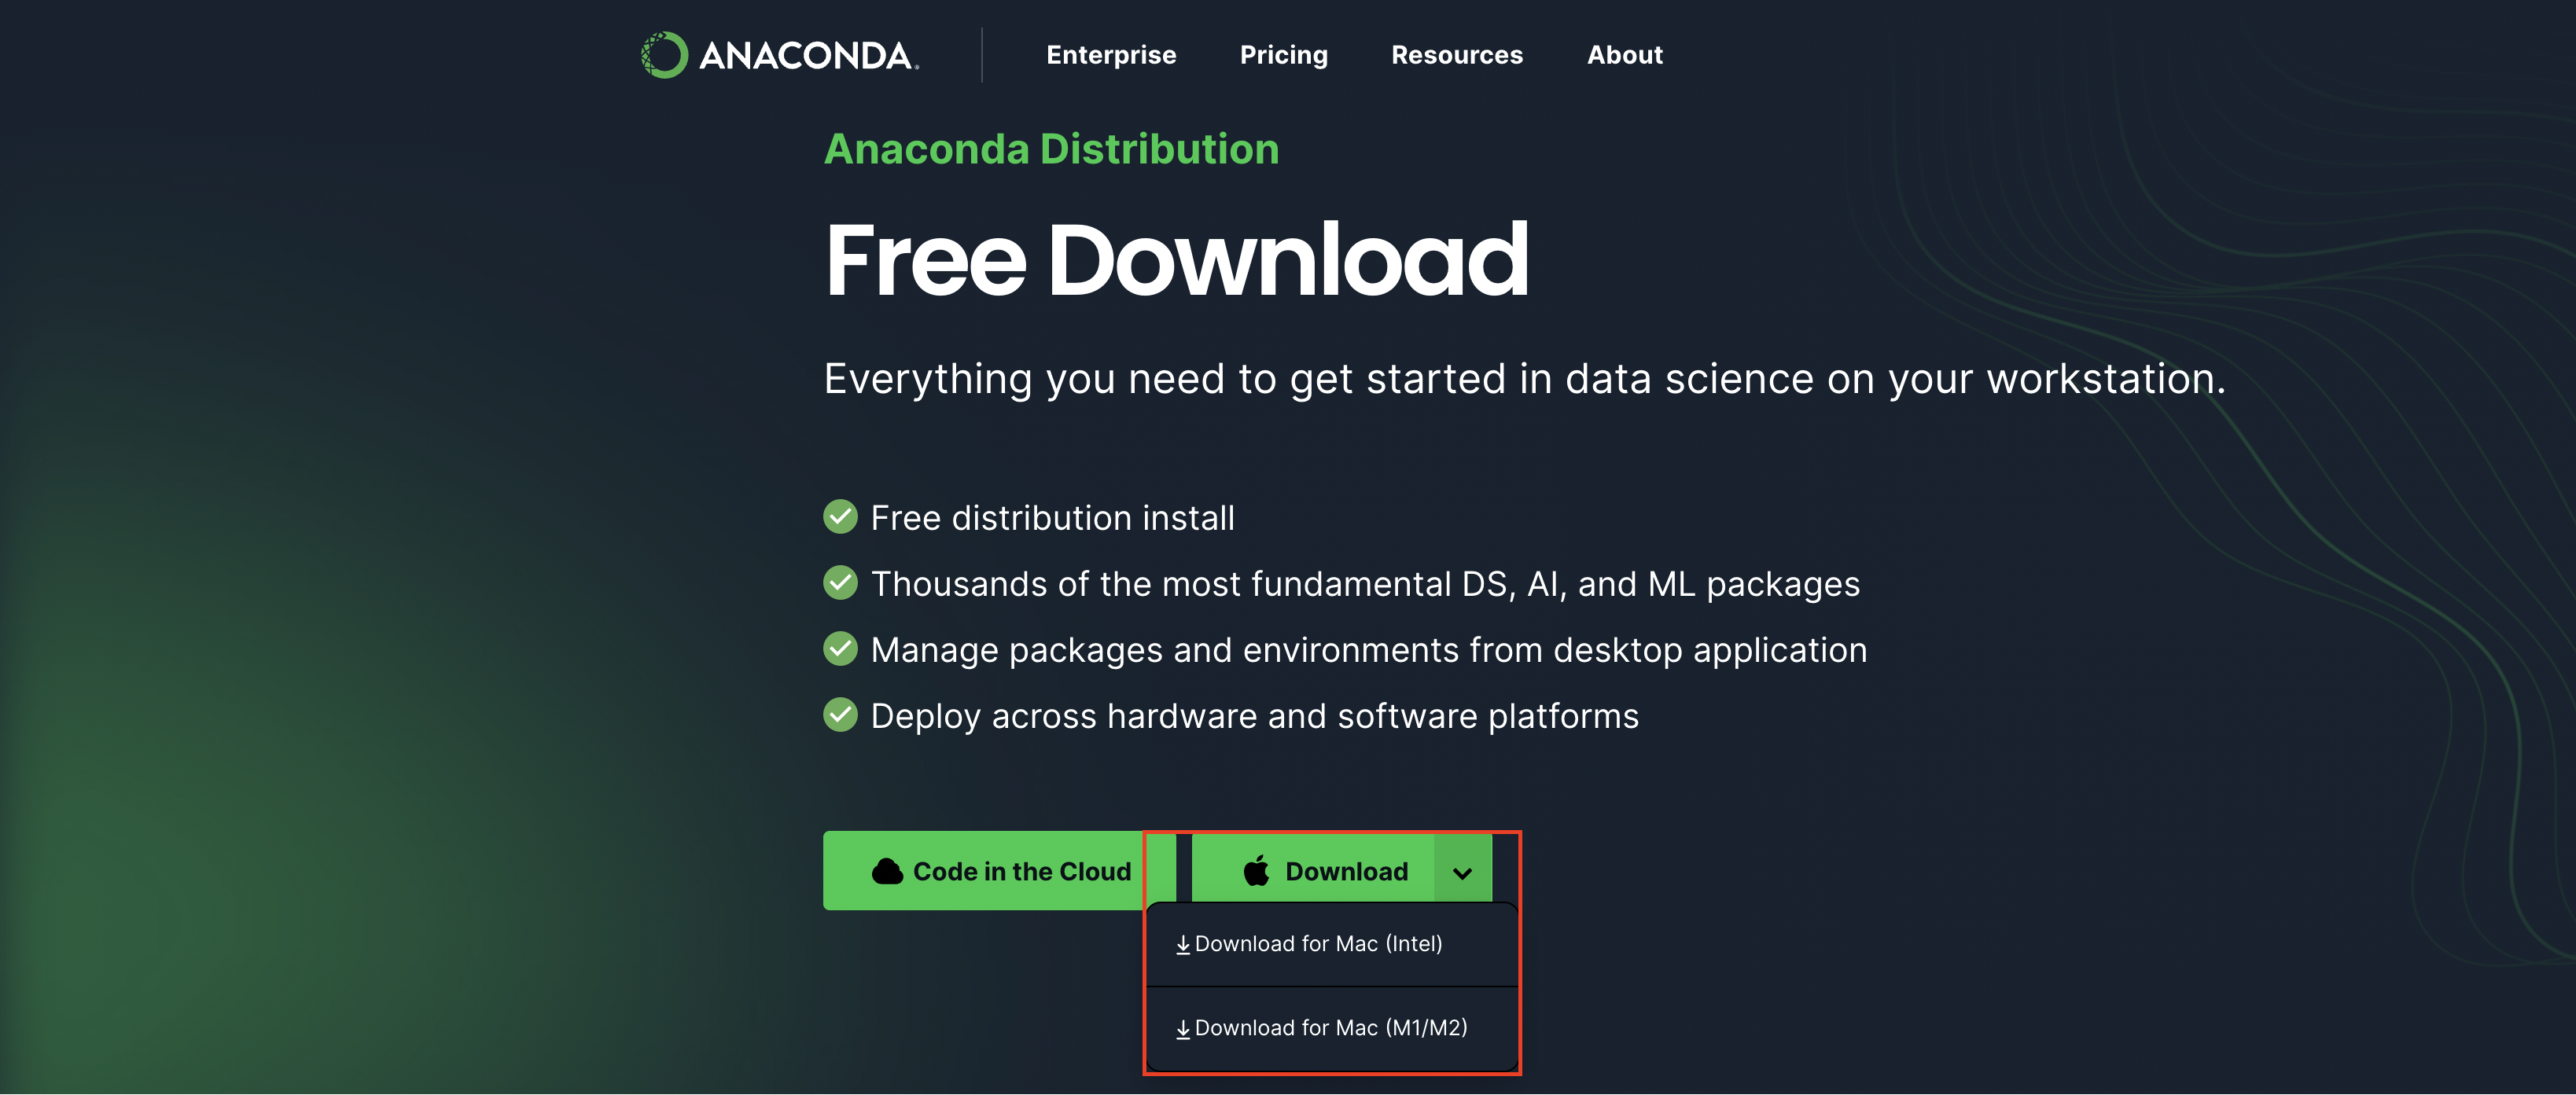 ANACONDA.
Enterprise
Pricing
Resources
About
Anaconda Distribution
Free Download
Everything you need to get started in data science on your workstation.
Free distribution install
Thousands of the most fundamental DS, AI, and ML packages
Manage packages and environments from desktop application
Deploy across hardware and software platforms
Code in the Cloud
Download
Download for Mac (Intel)
Download for Mac (M1/M2)